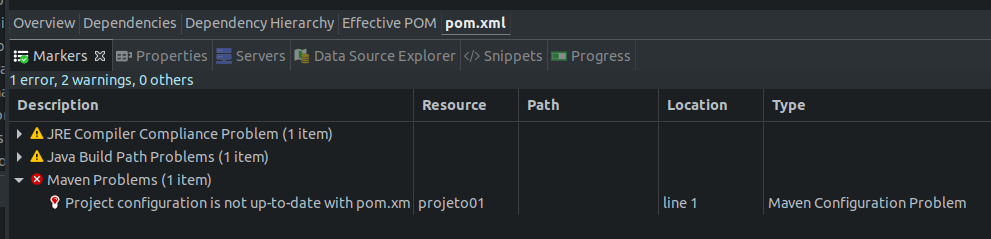 Overview Dependencies Dependency Hierarchy Effective POM pom.xml
Markers Properties Servers Data Source Explorer </> Snippets Progress
1 error, 2 warnings, 0 others
Description Resource Path Location Type
JRE Compiler Compliance Problem (1 item)
Java Build Path Problems (1 item)
Maven Problems (1 item)
Project configuration is not up-to-date with pom.xm projeto01 line 1 Maven Configuration Problem